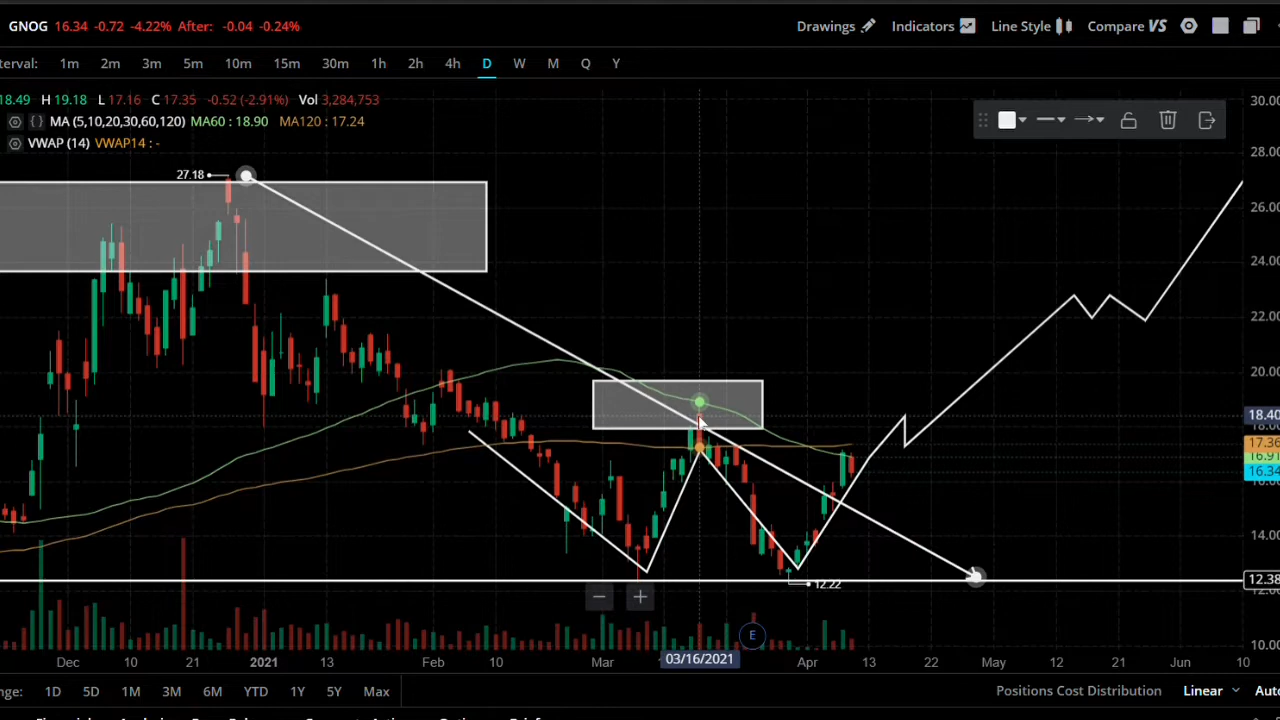 GNOG 16.34 -0.72 -4.22% After: -0.04 -0.24% Drawings Indicators Line Style Compare VS
terval: 1m 2m 3m 5m 10m 15m 30m 1h 2h 4h D W M Q Y
18.49 H 19.18 L 17.16 C 17.35 -0.52 (-2.91%) Vol 3,284,753
MA (5,10,20,30,60,120) MA60 : 18.90 MA120 : 17.24
VWAP (14) VWAP14 : -
27.18
30.00
28.00
26.00
24.00
22.00
20.00
18.40
17.36
16.91
16.34
14.00
12.38
12.22
10.00
E
Dec 10 21 2021 13 Feb 10 Mar 03/16/2021 Apr 13 22 May 12 21 Jun 10
nge: 1D 5D 1M 3M 6M YTD 1Y 5Y Max Positions Cost Distribution Linear Auto